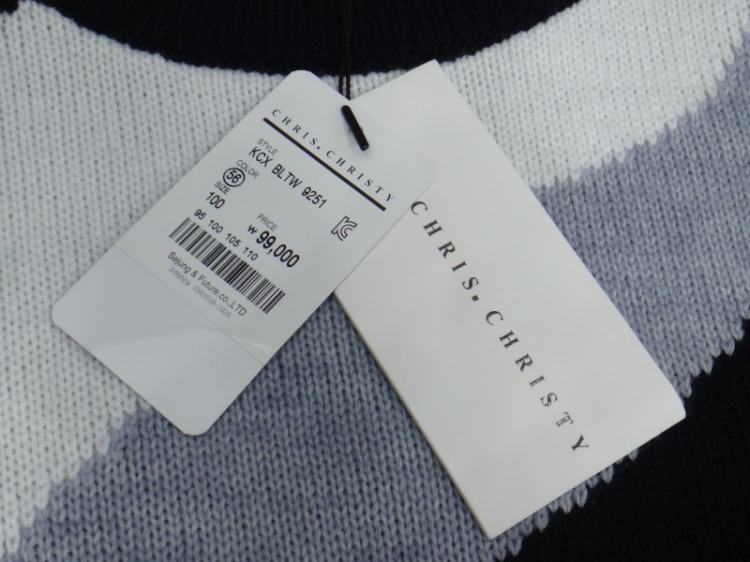 CHRIS. CHRISTY
STYLE
KCX BLTW 9251
COLOR
56
SIZE
100
PRICE
₩ 99,000
95 100 105 110
Sejung & Future.co.,LTD
CHRIS. CHRISTY